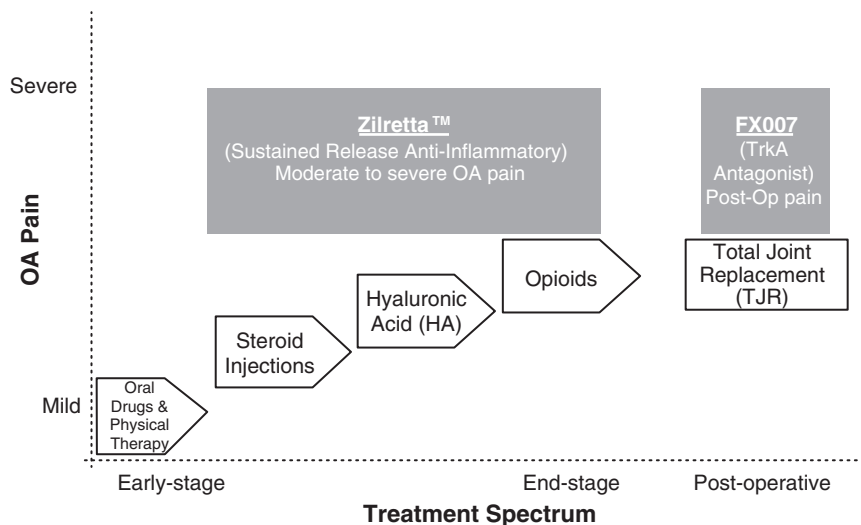 Severe
Zilretta™
(Sustained Release Anti-Inflammatory)
Moderate to severe OA pain
FX007
(TrkA
Antagonist)
Post-Op pain
OA Pain
Total Joint
Replacement
(TJR)
Opioids
Hyaluronic
Acid (HA)
Steroid
Injections
Mild
Oral
Drugs &
Physical
Therapy
Early-stage
End-stage
Post-operative
Treatment Spectrum